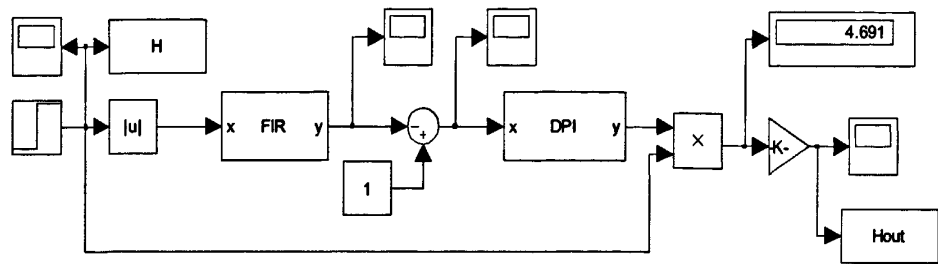 4.691
H
|u|
x FIR y
- +
x DPI y
×
-K-
1
Hout